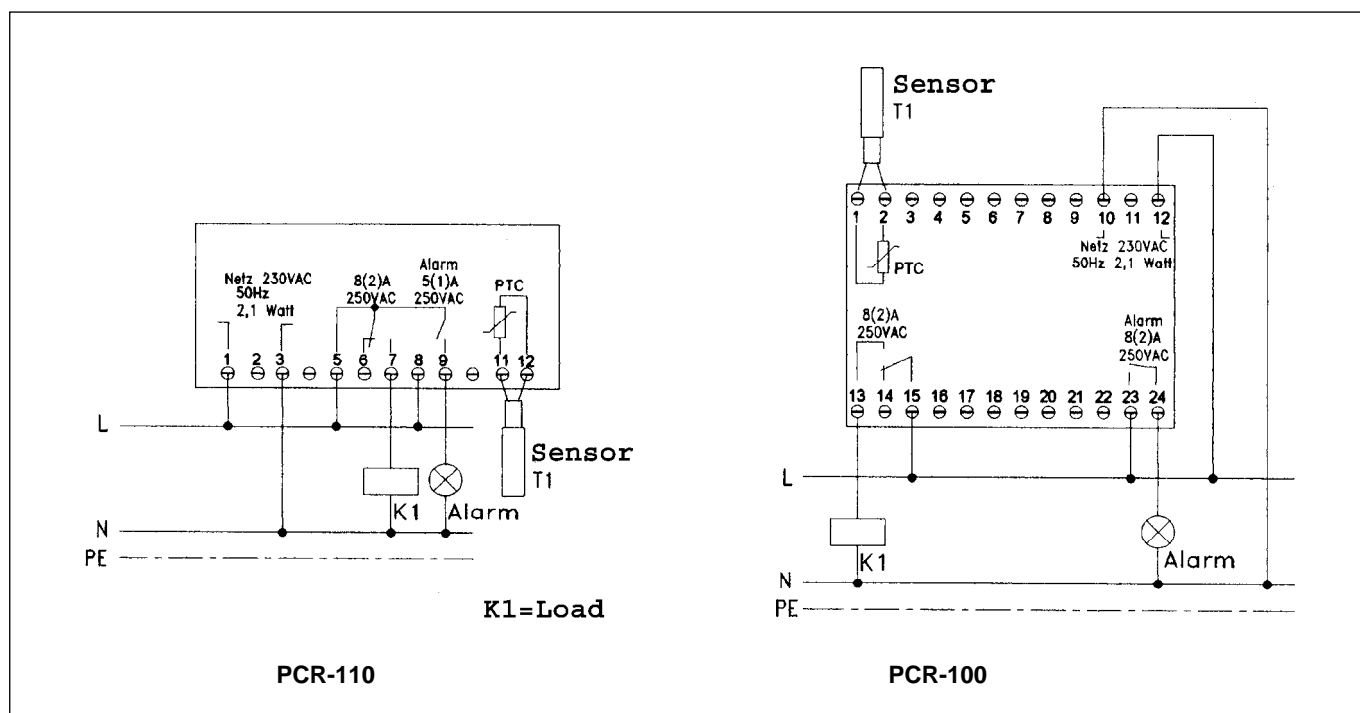 Netz 230VAC
50Hz
2,1 Watt
8(2)A
250VAC
Alarm
5(1)A
250VAC
PTC
1 2 3 5 6 7 8 9 11 12
L
Sensor
T1
K1
Alarm
N
PE
K1=Load
PCR-110
Sensor
T1
1 2 3 4 5 6 7 8 9 10 11 12
Netz 230VAC
50Hz 2,1 Watt
PTC
8(2)A
250VAC
Alarm
8(2)A
250VAC
13 14 15 16 17 18 19 20 21 22 23 24
L
K1
Alarm
N
PE
PCR-100